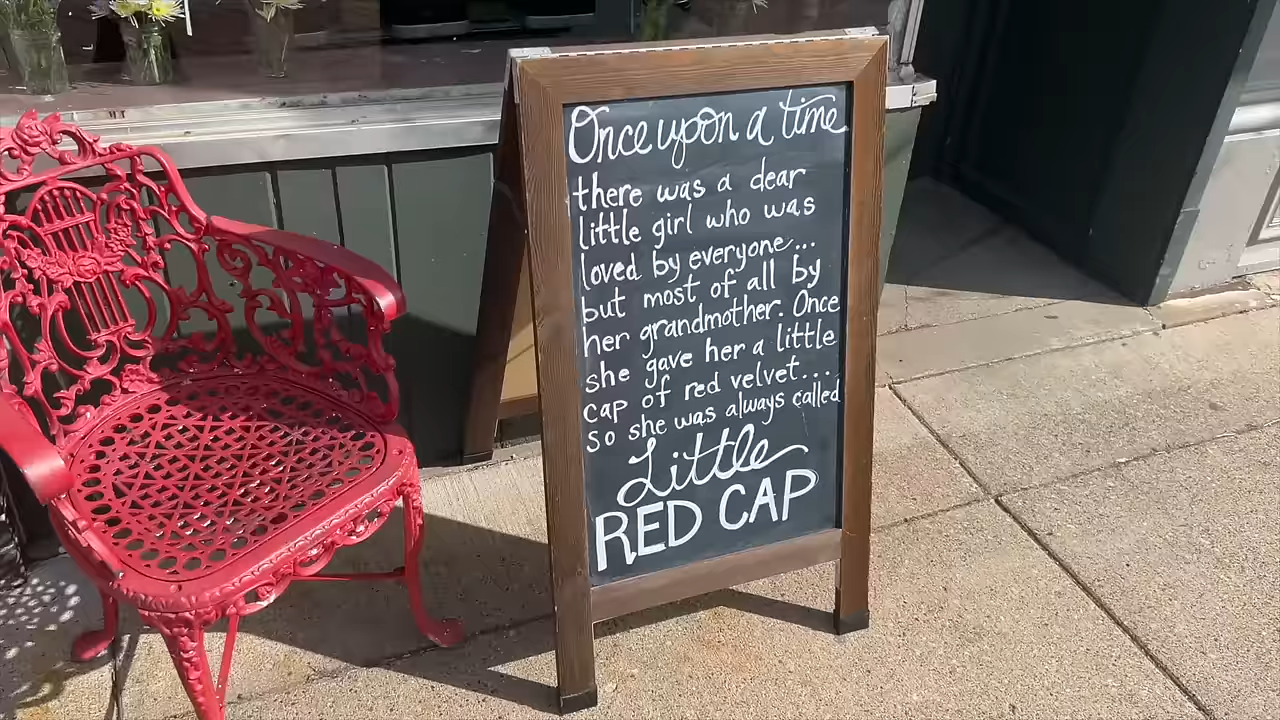 Once upon a time
there was a dear
little girl who was
loved by everyone...
but most of all by
her grandmother. Once
she gave her a little
cap of red velvet...
so she was always called
Little
RED CAP